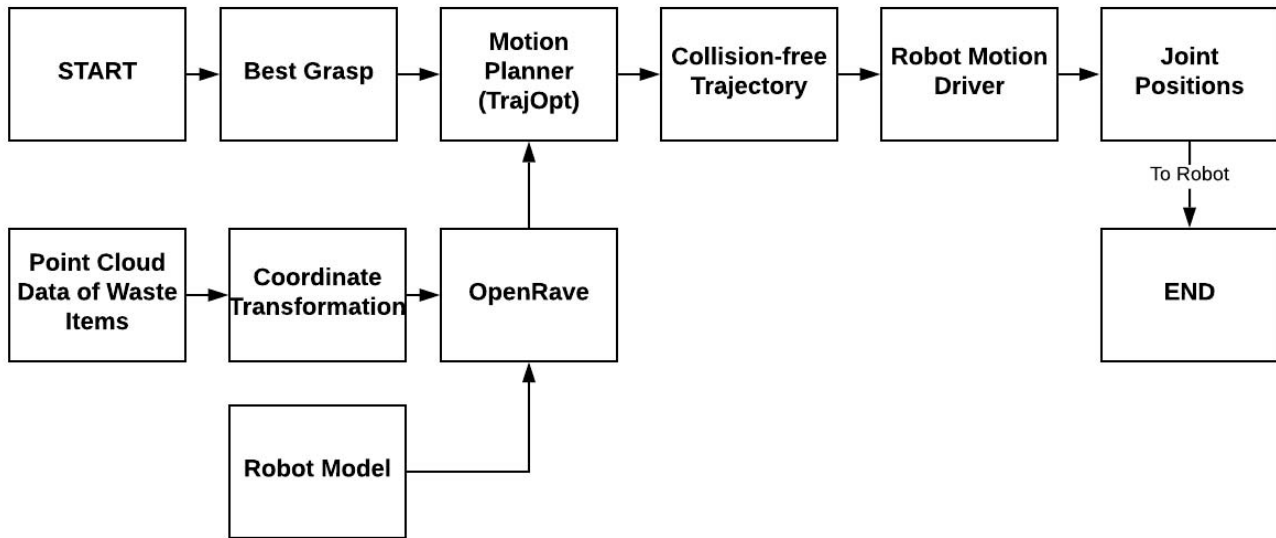 START
Best Grasp
Motion
Planner
(TrajOpt)
Collision-free
Trajectory
Robot Motion
Driver
Joint
Positions
To Robot
Point Cloud
Data of Waste
Items
Coordinate
Transformation
OpenRave
END
Robot Model